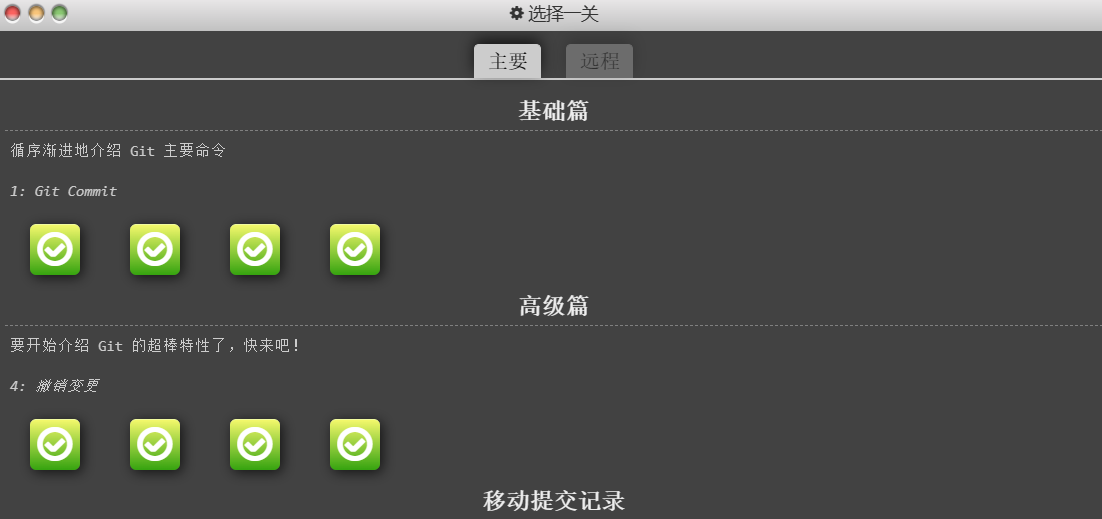 选择一关
主要
远程
基础篇
循序渐进地介绍 Git 主要命令
1: Git Commit
高级篇
要开始介绍 Git 的超棒特性了，快来吧！
4: 撤销变更
移动提交记录